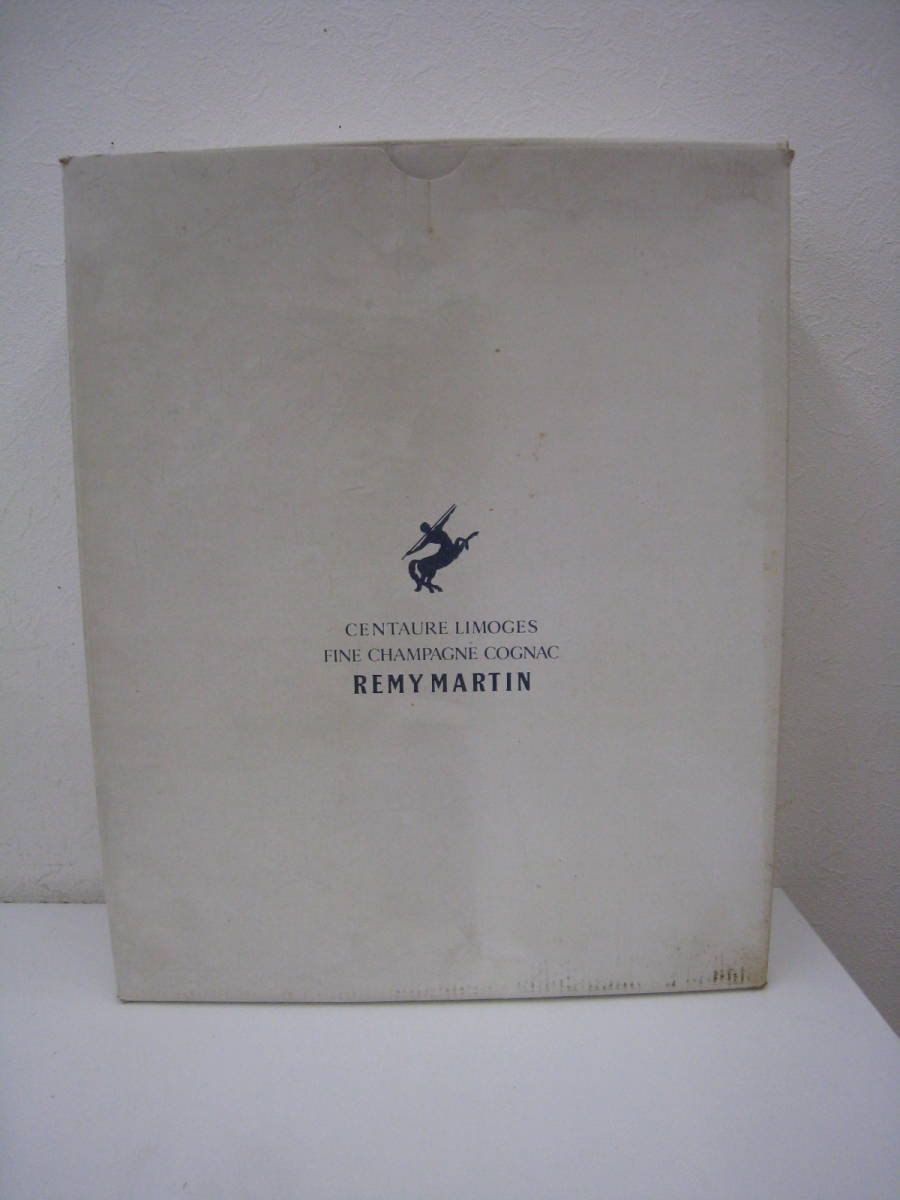 CENTAURE LIMOGES
FINE CHAMPAGNE COGNAC
REMY MARTIN